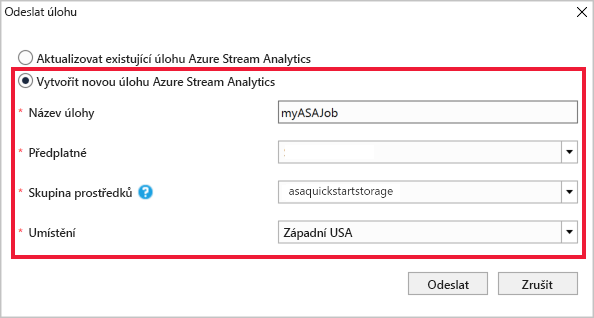 Odeslat úlohu
Aktualizovat existující úlohu Azure Stream Analytics
Vytvořit novou úlohu Azure Stream Analytics
* Název úlohy myASAJob
* Předplatné
* Skupina prostředků ? asaquickstartstorage
* Umístění Západní USA
Odeslat Zrušit